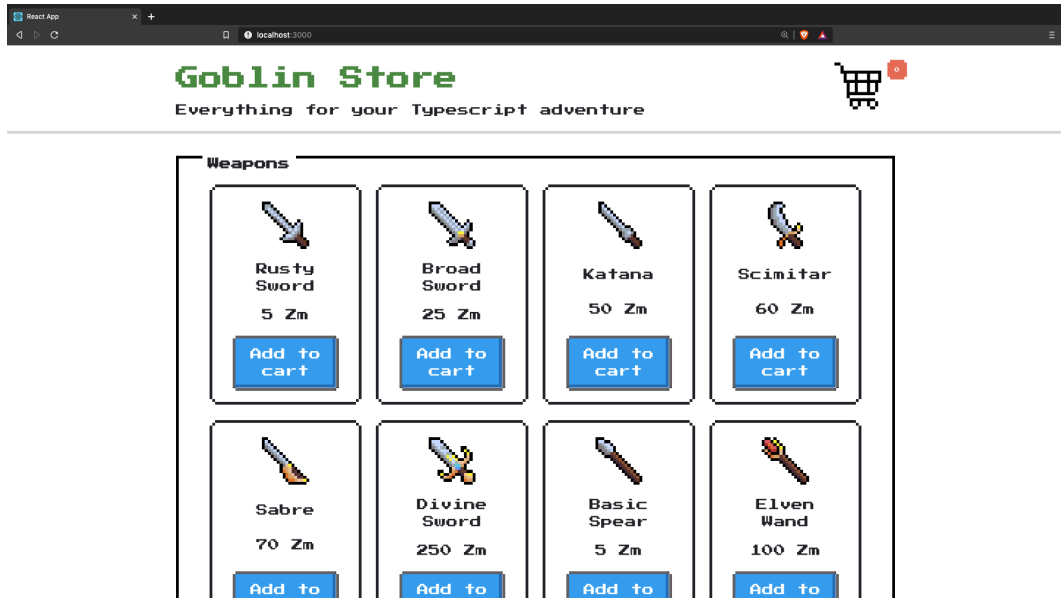 React App
localhost:3000
Goblin Store
0
Everything for your Typescript adventure
Weapons
Rusty
Sword
5 Zm
Add to
cart
Broad
Sword
25 Zm
Add to
cart
Katana
50 Zm
Add to
cart
Scimitar
60 Zm
Add to
cart
Sabre
70 Zm
Add to
Divine
Sword
250 Zm
Add to
Basic
Spear
5 Zm
Add to
Elven
Wand
100 Zm
Add to